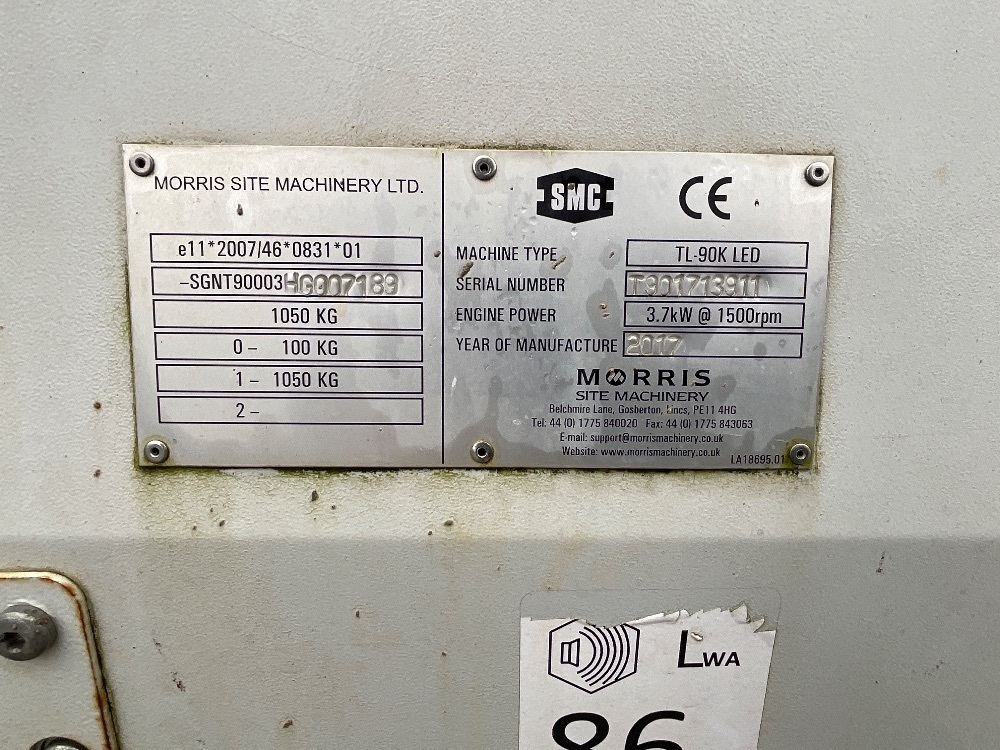 MORRIS SITE MACHINERY LTD.
e11*2007/46*0831*01
-SGNT90003HG007189
1050 KG
0 - 100 KG
1 - 1050 KG
2 -
SMC CE
MACHINE TYPE TL-90K LED
SERIAL NUMBER T901713911
ENGINE POWER 3.7kW @ 1500rpm
YEAR OF MANUFACTURE 2017
MORRIS
SITE MACHINERY
Belchmire Lane, Gosberton, Lincs, PE11 4HG
Tel: 44 (0) 1775 840020 Fax: 44 (0) 1775 843063
E-mail: support@morrismachinery.co.uk
Website: www.morrismachinery.co.uk
LA18695.01
LWA
86